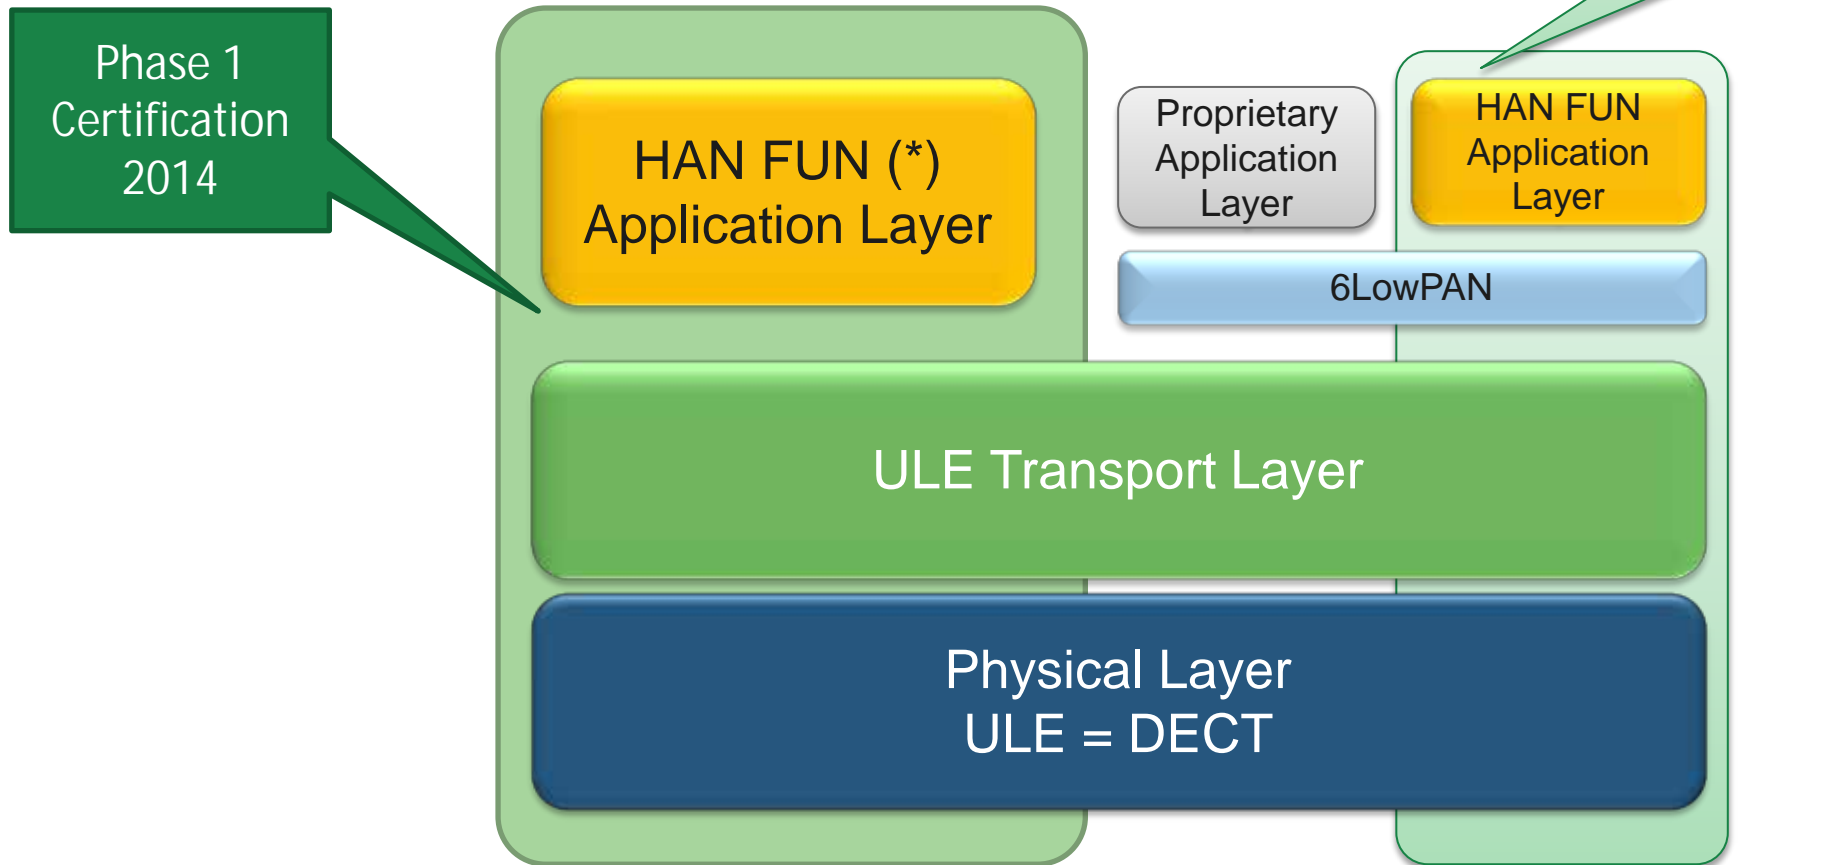 Phase 1
Certification
2014
HAN FUN (*)
Application Layer
Proprietary
Application
Layer
HAN FUN
Application
Layer
6LowPAN
ULE Transport Layer
Physical Layer
ULE = DECT